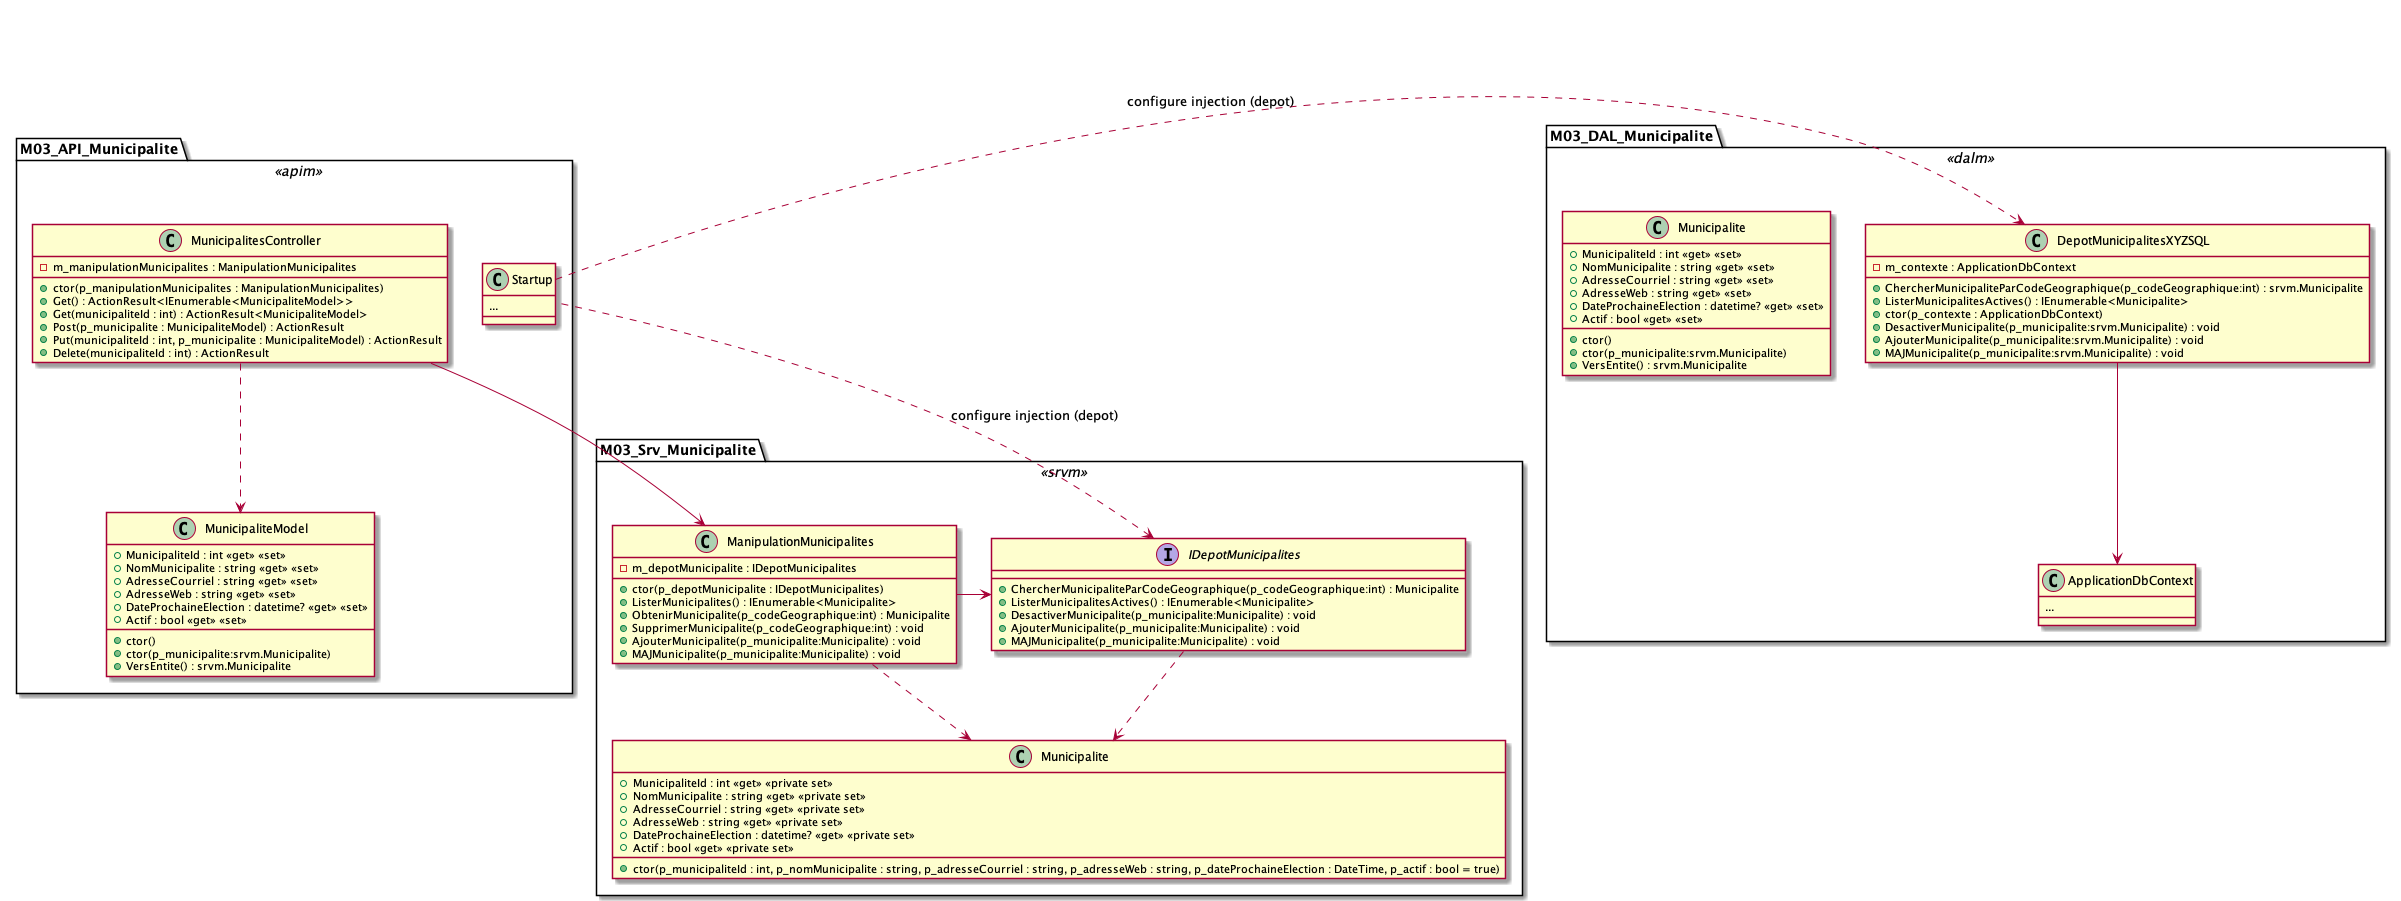 configure injection (depot)
M03_API_Municipalite
«apim»
C MunicipalitesController
m_manipulationMunicipalites : ManipulationMunicipalites
ctor(p_manipulationMunicipalites : ManipulationMunicipalites)
Get() : ActionResult<IEnumerable<MunicipaliteModel>>
Get(municipaliteId : int) : ActionResult<MunicipaliteModel>
Post(p_municipalite : MunicipaliteModel) : ActionResult
Put(municipaliteId : int, p_municipalite : MunicipaliteModel) : ActionResult
Delete(municipaliteId : int) : ActionResult
C Startup
...
C MunicipaliteModel
MunicipaliteId : int «get» «set»
NomMunicipalite : string «get» «set»
AdresseCourriel : string «get» «set»
AdresseWeb : string «get» «set»
DateProchaineElection : datetime? «get» «set»
Actif : bool «get» «set»
ctor()
ctor(p_municipalite:srvm.Municipalite)
VersEntite() : srvm.Municipalite
configure injection (depot)
M03_Srv_Municipalite
«srvm»
C ManipulationMunicipalites
m_depotMunicipalite : IDepotMunicipalites
ctor(p_depotMunicipalite : IDepotMunicipalites)
ListerMunicipalites() : IEnumerable<Municipalite>
ObtenirMunicipalite(p_codeGeographique:int) : Municipalite
SupprimerMunicipalite(p_codeGeographique:int) : void
AjouterMunicipalite(p_municipalite:Municipalite) : void
MAJMunicipalite(p_municipalite:Municipalite) : void
I IDepotMunicipalites
ChercherMunicipaliteParCodeGeographique(p_codeGeographique:int) : Municipalite
ListerMunicipalitesActives() : IEnumerable<Municipalite>
DesactiverMunicipalite(p_municipalite:Municipalite) : void
AjouterMunicipalite(p_municipalite:Municipalite) : void
MAJMunicipalite(p_municipalite:Municipalite) : void
C Municipalite
MunicipaliteId : int «get» «private set»
NomMunicipalite : string «get» «private set»
AdresseCourriel : string «get» «private set»
AdresseWeb : string «get» «private set»
DateProchaineElection : datetime? «get» «private set»
Actif : bool «get» «private set»
ctor(p_municipaliteId : int, p_nomMunicipalite : string, p_adresseCourriel : string, p_adresseWeb : string, p_dateProchaineElection : DateTime, p_actif : bool = true)
M03_DAL_Municipalite
«dalm»
C Municipalite
MunicipaliteId : int «get» «set»
NomMunicipalite : string «get» «set»
AdresseCourriel : string «get» «set»
AdresseWeb : string «get» «set»
DateProchaineElection : datetime? «get» «set»
Actif : bool «get» «set»
ctor()
ctor(p_municipalite:srvm.Municipalite)
VersEntite() : srvm.Municipalite
C DepotMunicipalitesXYZSQL
m_contexte : ApplicationDbContext
ChercherMunicipaliteParCodeGeographique(p_codeGeographique:int) : srvm.Municipalite
ListerMunicipalitesActives() : IEnumerable<Municipalite>
ctor(p_contexte : ApplicationDbContext)
DesactiverMunicipalite(p_municipalite:srvm.Municipalite) : void
AjouterMunicipalite(p_municipalite:srvm.Municipalite) : void
MAJMunicipalite(p_municipalite:srvm.Municipalite) : void
C ApplicationDbContext
...